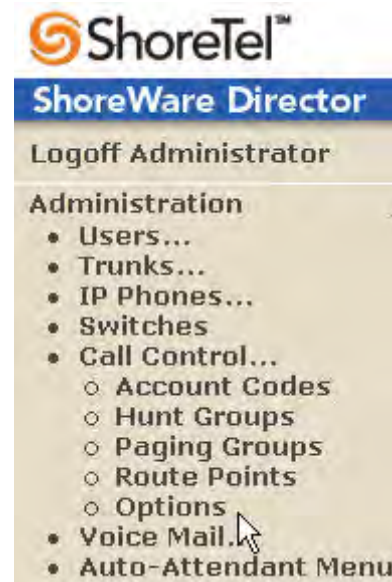 ShoreTel™
ShoreWare Director
Logoff Administrator
Administration
• Users...
• Trunks...
• IP Phones...
• Switches
• Call Control...
○ Account Codes
○ Hunt Groups
○ Paging Groups
○ Route Points
○ Options
• Voice Mail..
• Auto-Attendant Menu